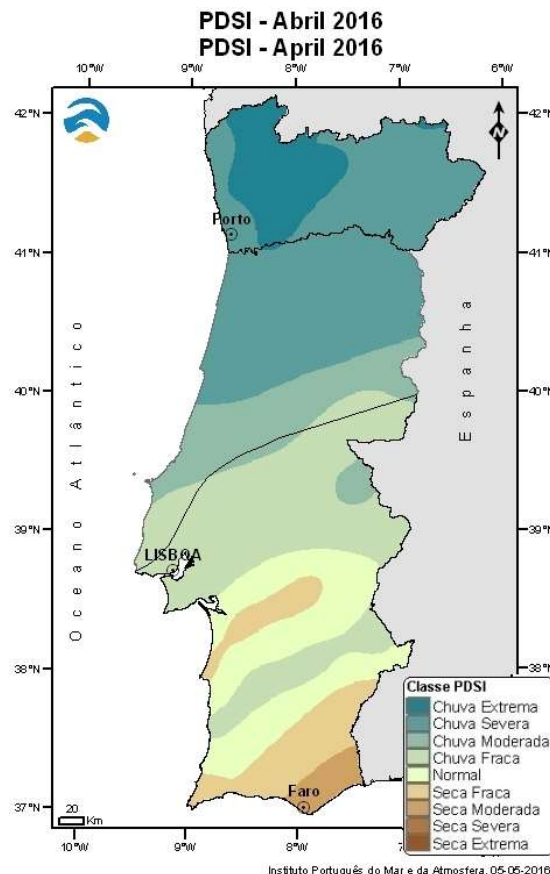 PDSI - Abril 2016
PDSI - April 2016
10°W 9°W 8°W 7°W 6°W
42°N 42°N
N
Porto
41°N 41°N
Oceano Atlântico
Espanha
40°N 40°N
39°N 39°N
LISBOA
38°N 38°N
Classe PDSI
Chuva Extrema
Chuva Severa
Chuva Moderada
Chuva Fraca
Normal
Seca Fraca
Seca Moderada
Seca Severa
Seca Extrema
Faro
37°N
20
Km
10°W 9°W 8°W
Instituto Português do Mar e da Atmosfera, 05-05-2016